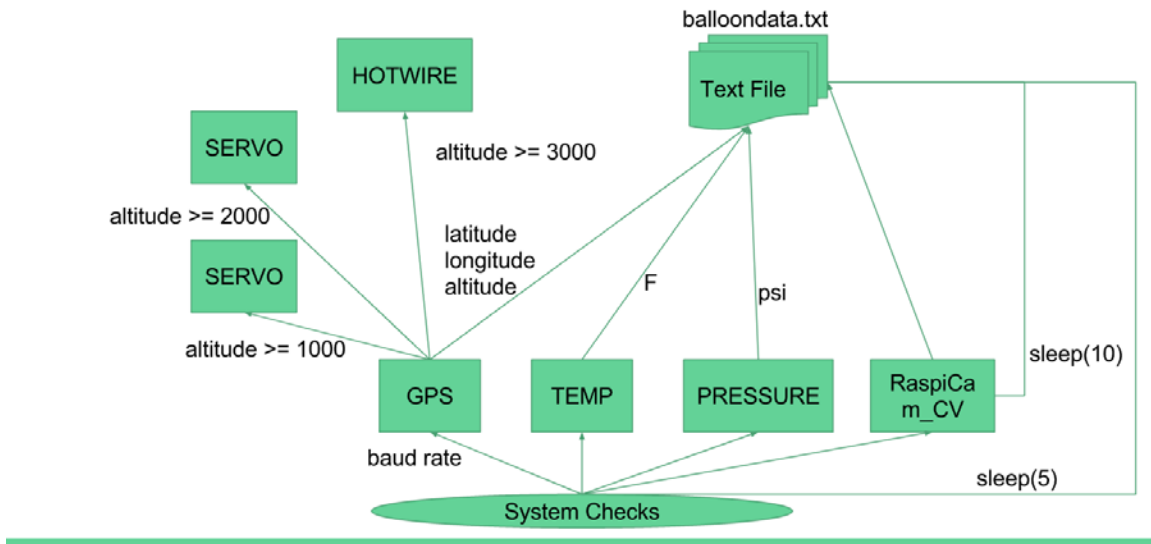 balloondata.txt
HOTWIRE
Text File
SERVO
altitude >= 3000
altitude >= 2000
latitude
longitude
altitude
SERVO
F
psi
altitude >= 1000
sleep(10)
GPS
TEMP
PRESSURE
RaspiCa
m_CV
baud rate
sleep(5)
System Checks